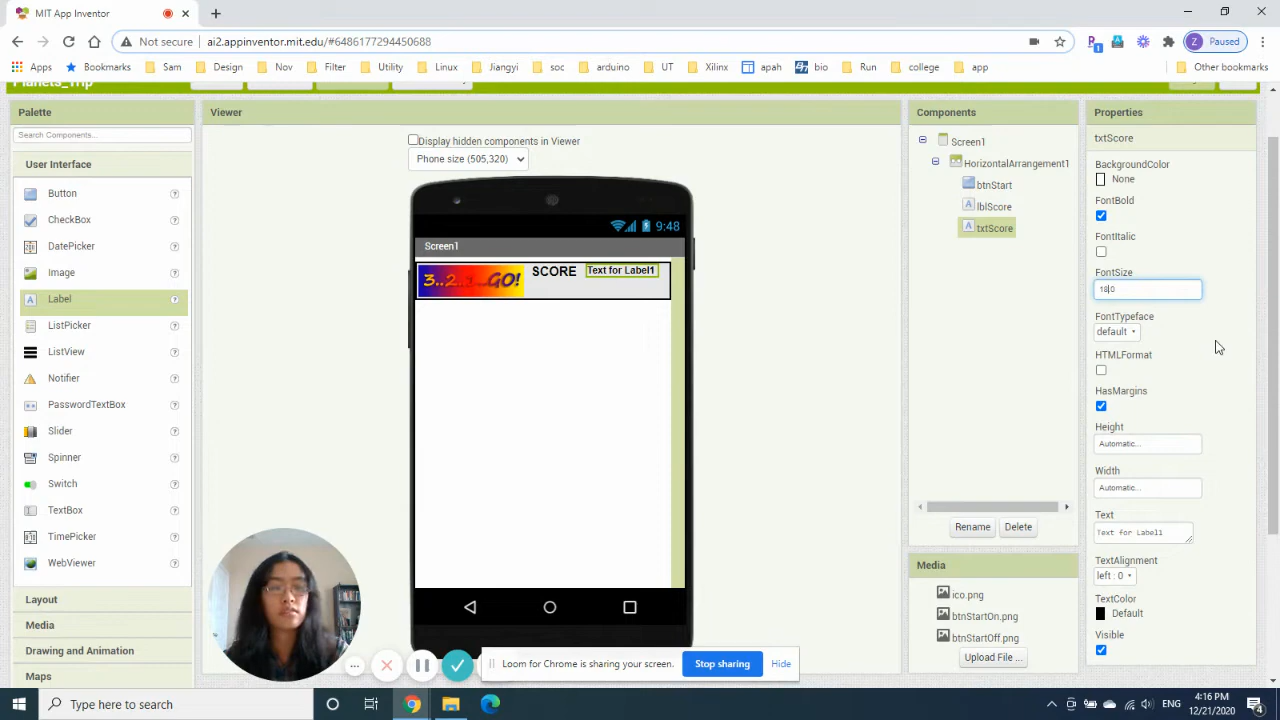 MIT App Inventor
Not secure
ai2.appinventor.mit.edu/#6486177294450688
Z
Paused
Apps
Bookmarks
Sam
Design
Nov
Filter
Utility
Linux
Jiangyi
soc
arduino
UT
Xilinx
apah
bio
Run
college
app
Other bookmarks
Planets_Trip
Palette
Viewer
Components
Properties
Search Components...
User Interface
Button
CheckBox
DatePicker
Image
Label
ListPicker
ListView
Notifier
PasswordTextBox
Slider
Spinner
Switch
TextBox
TimePicker
WebViewer
Layout
Media
Drawing and Animation
Maps
Display hidden components in Viewer
Phone size (505,320)
9:48
Screen1
3..2..1..GO!
SCORE
Text for Label1
Screen1
HorizontalArrangement1
btnStart
lblScore
txtScore
Rename
Delete
Media
ico.png
btnStartOn.png
btnStartOff.png
Upload File ...
txtScore
BackgroundColor
None
FontBold
FontItalic
FontSize
18.0
FontTypeface
default
HTMLFormat
HasMargins
Height
Automatic...
Width
Automatic...
Text
Text for Label1
TextAlignment
left : 0
TextColor
Default
Visible
Loom for Chrome is sharing your screen.
Stop sharing
Hide
Type here to search
ENG
4:16 PM
12/21/2020
4